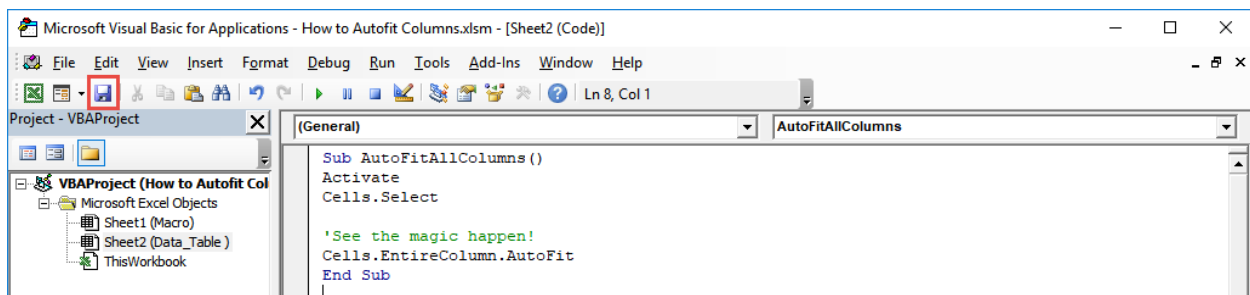 Microsoft Visual Basic for Applications - How to Autofit Columns.xlsm - [Sheet2 (Code)]
File Edit View Insert Format Debug Run Tools Add-Ins Window Help
Ln 8, Col 1
Project - VBAProject
(General) AutoFitAllColumns
VBAProject (How to Autofit Col
Microsoft Excel Objects
Sheet1 (Macro)
Sheet2 (Data_Table )
ThisWorkbook
Sub AutoFitAllColumns()
Activate
Cells.Select
'See the magic happen!
Cells.EntireColumn.AutoFit
End Sub